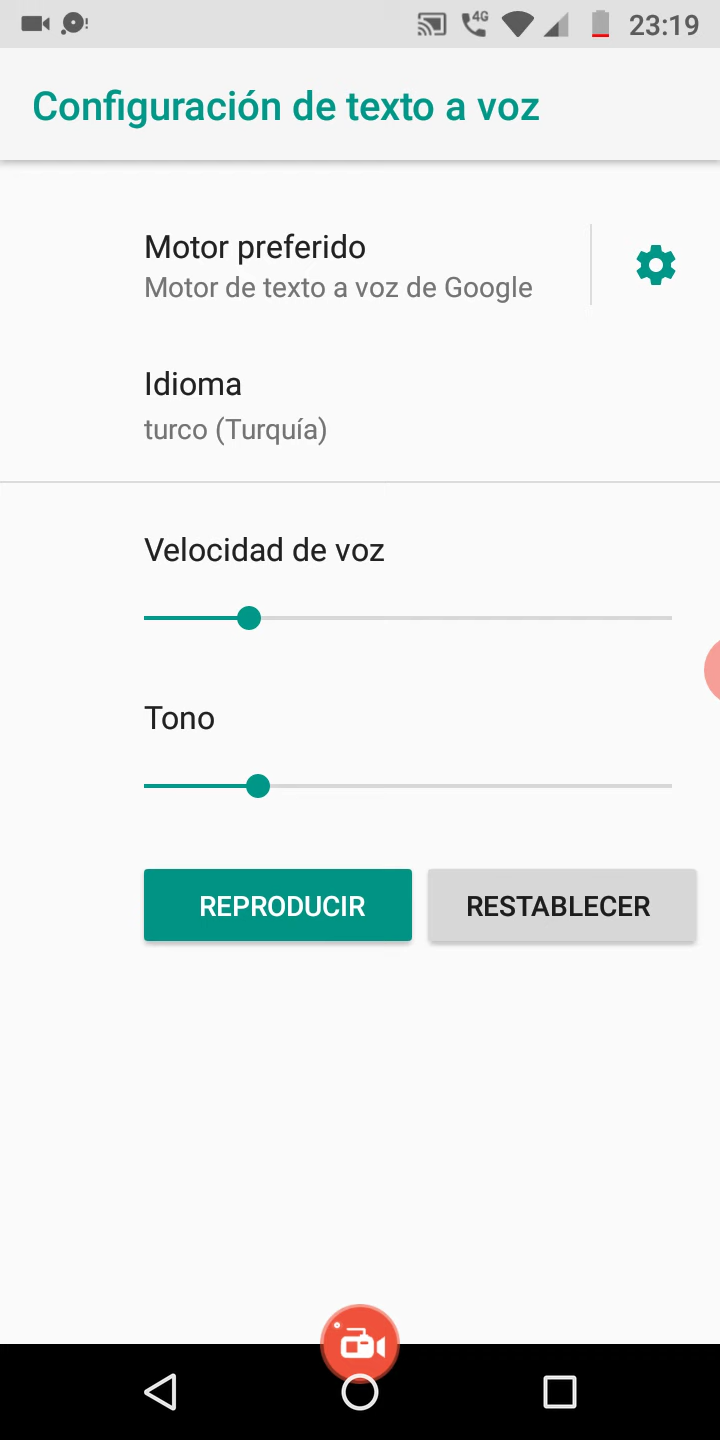 4G
23:19
Configuración de texto a voz
Motor preferido
Motor de texto a voz de Google
Idioma
turco (Turquía)
Velocidad de voz
Tono
REPRODUCIR
RESTABLECER